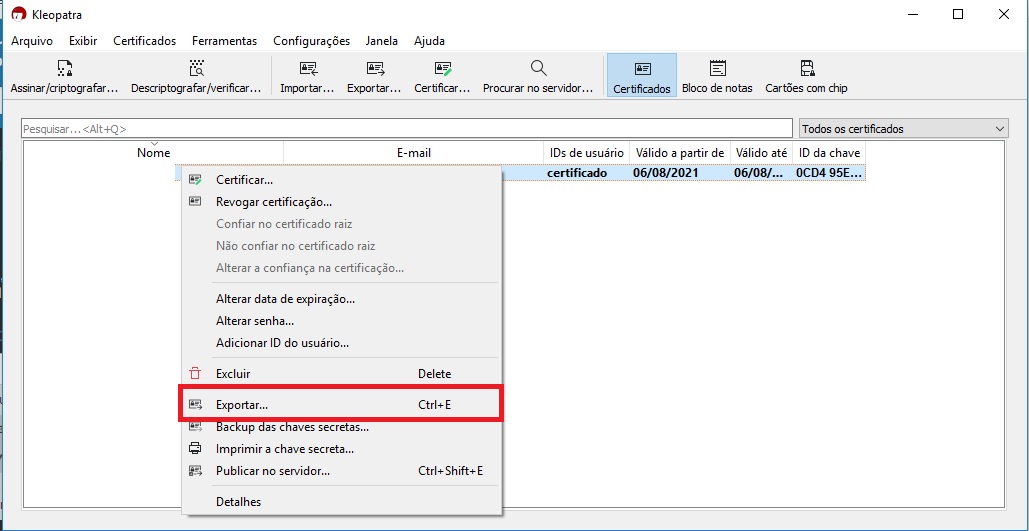 Kleopatra
Arquivo Exibir Certificados Ferramentas Configurações Janela Ajuda
Assinar/criptografar... Descriptografar/verificar... Importar... Exportar... Certificar... Procurar no servidor... Certificados Bloco de notas Cartões com chip
Pesquisar...<Alt+Q> Todos os certificados
Nome E-mail IDs de usuário Válido a partir de Válido até ID da chave
certificado 06/08/2021 06/08/... 0CD4 95E...
Certificar...
Revogar certificação...
Confiar no certificado raiz
Não confiar no certificado raiz
Alterar a confiança na certificação...
Alterar data de expiração...
Alterar senha...
Adicionar ID do usuário...
Excluir Delete
Exportar... Ctrl+E
Backup das chaves secretas...
Imprimir a chave secreta...
Publicar no servidor... Ctrl+Shift+E
Detalhes